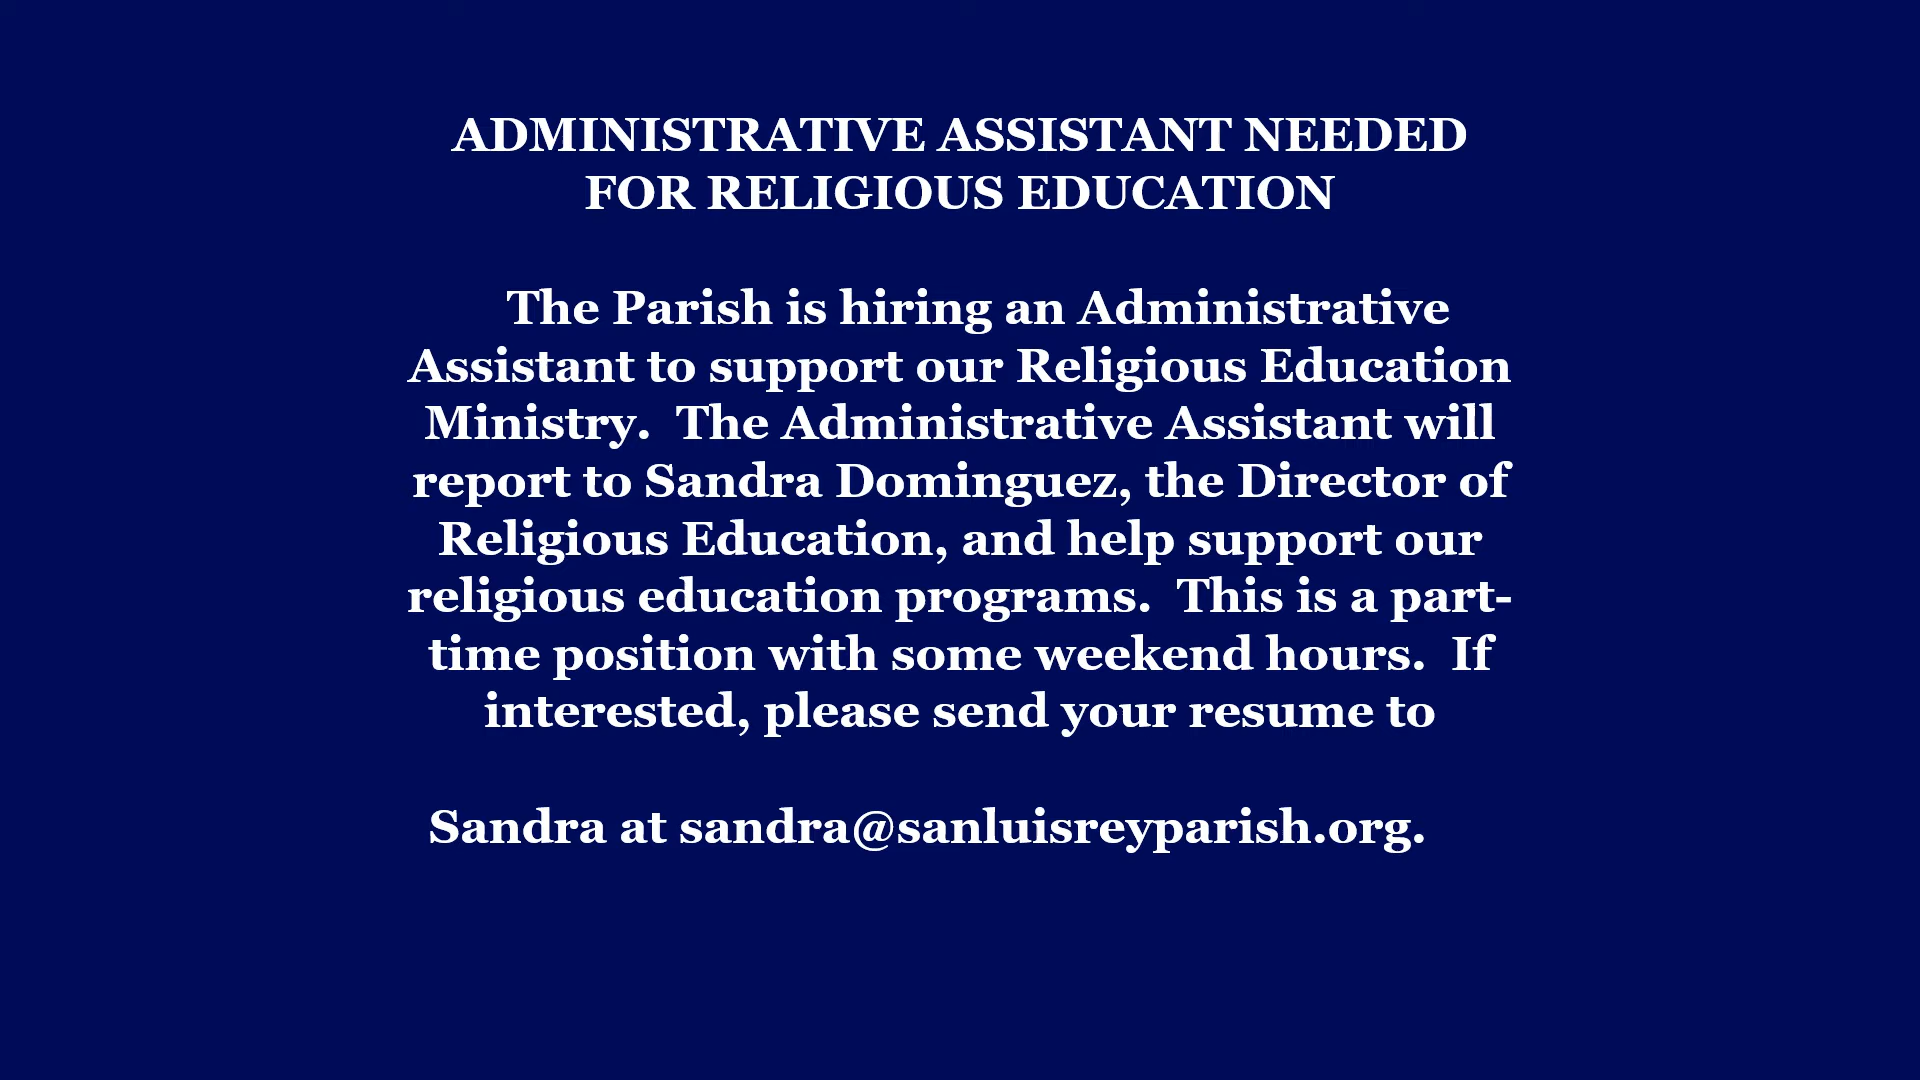 ADMINISTRATIVE ASSISTANT NEEDED
FOR RELIGIOUS EDUCATION
The Parish is hiring an Administrative
Assistant to support our Religious Education
Ministry.  The Administrative Assistant will
report to Sandra Dominguez, the Director of
Religious Education, and help support our
religious education programs.  This is a part-
time position with some weekend hours.  If
interested, please send your resume to
Sandra at sandra@sanluisreyparish.org.